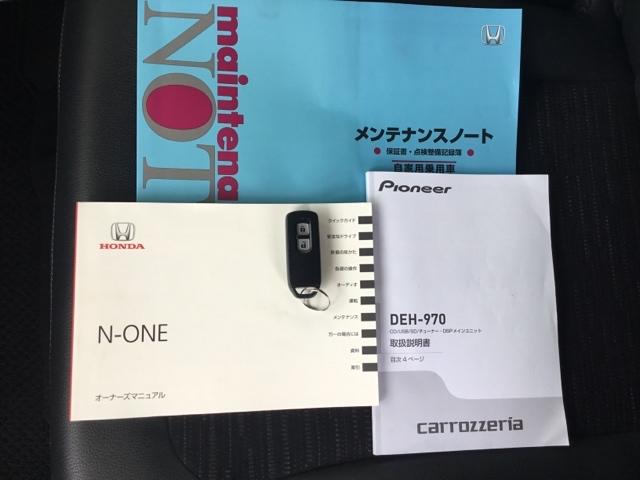 maintena
NOT
メンテナンスノート
保証書・点検整備記録簿
自家用乗用車
HONDA
N-ONE
オーナーズマニュアル
クイックガイド
安全なドライブ
計器の見かた
各部の操作
オーディオ
運転
メンテナンス
万一の場合には
資料
索引
Pioneer
DEH-970
CD/USB/SD/チューナー・DSPメインユニット
取扱説明書
目次 4 ページ
carrozzeria